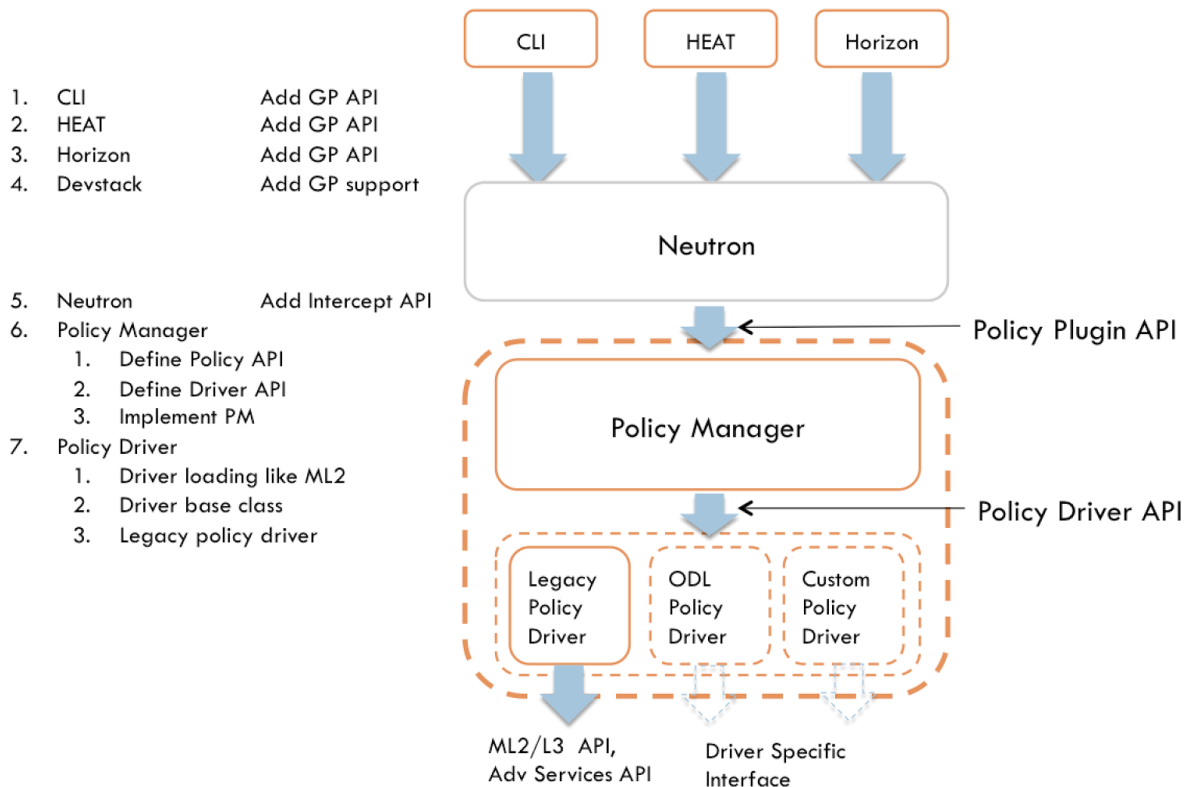 CLI
HEAT
Horizon
1. CLI Add GP API
2. HEAT Add GP API
3. Horizon Add GP API
4. Devstack Add GP support
Neutron
5. Neutron Add Intercept API
6. Policy Manager
1. Define Policy API
2. Define Driver API
3. Implement PM
7. Policy Driver
1. Driver loading like ML2
2. Driver base class
3. Legacy policy driver
Policy Plugin API
Policy Manager
Policy Driver API
Legacy
Policy
Driver
ODL
Policy
Driver
Custom
Policy
Driver
ML2/L3 API,
Adv Services API
Driver Specific
Interface